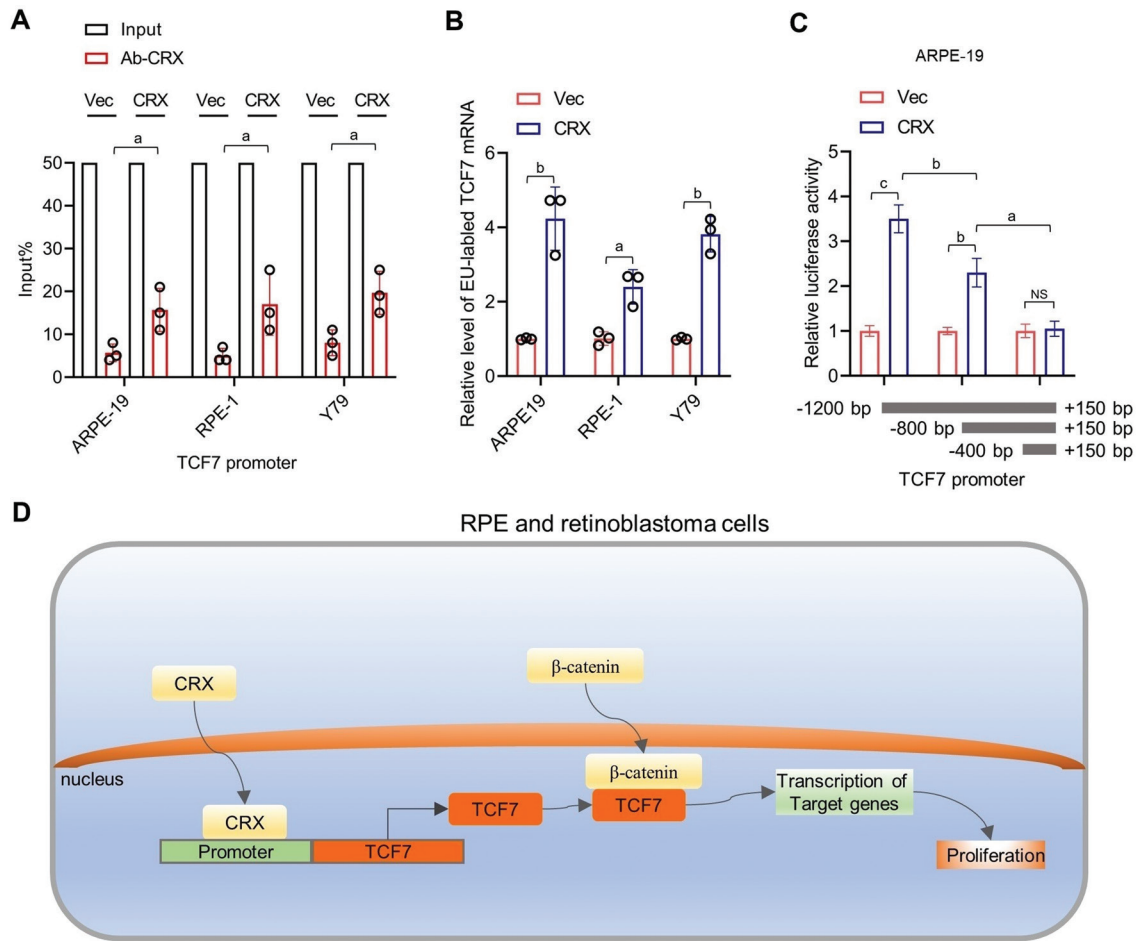 A
Input
Ab-CRX
Vec CRX Vec CRX Vec CRX
a a a
Input%
50
40
30
20
10
0
ARPE-19 RPE-1 Y79
TCF7 promoter
B
Vec
CRX
Relative level of EU-labled TCF7 mRNA
6
4
2
0
b a b
ARPE19 RPE-1 Y79
C
ARPE-19
Vec
CRX
Relative luciferase activity
5
4
3
2
1
0
c b b a NS
-1200 bp +150 bp
-800 bp +150 bp
-400 bp +150 bp
TCF7 promoter
D
RPE and retinoblastoma cells
CRX
β-catenin
nucleus
CRX
Promoter TCF7
TCF7
β-catenin
TCF7
Transcription of
Target genes
Proliferation